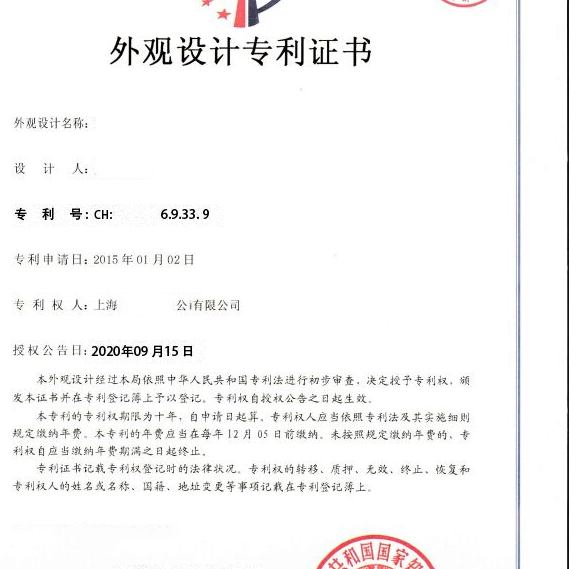 外观设计专利证书
外观设计名称:
设 计 人:
专 利 号: CH: 6.9.33.9
专利申请日: 2015年01月02日
专 利 权 人: 上海 公i有限公司
授权公告日: 2020年09月15日
本外观设计经过本局依照中华人民共和国专利法进行初步审查，决定授予专利权，颁
发本证书并在专利登记簿上予以登记。专利权自授权公告之日起生效。
本专利的专利权期限为十年，自申请日起算。专利权人应当依照专利法及其实施细则
规定缴纳年费。本专利的年费应当在每年12月05日前缴纳。未按照规定缴纳年费的，专
利权自应当缴纳年费期满之日起终止。
专利证书记载专利权登记时的法律状况。专利权的转移、质押、无效、终止、恢复和
专利权人的姓名或名称、国籍、地址变更等事项记载在专利登记簿上。
共和国国家知